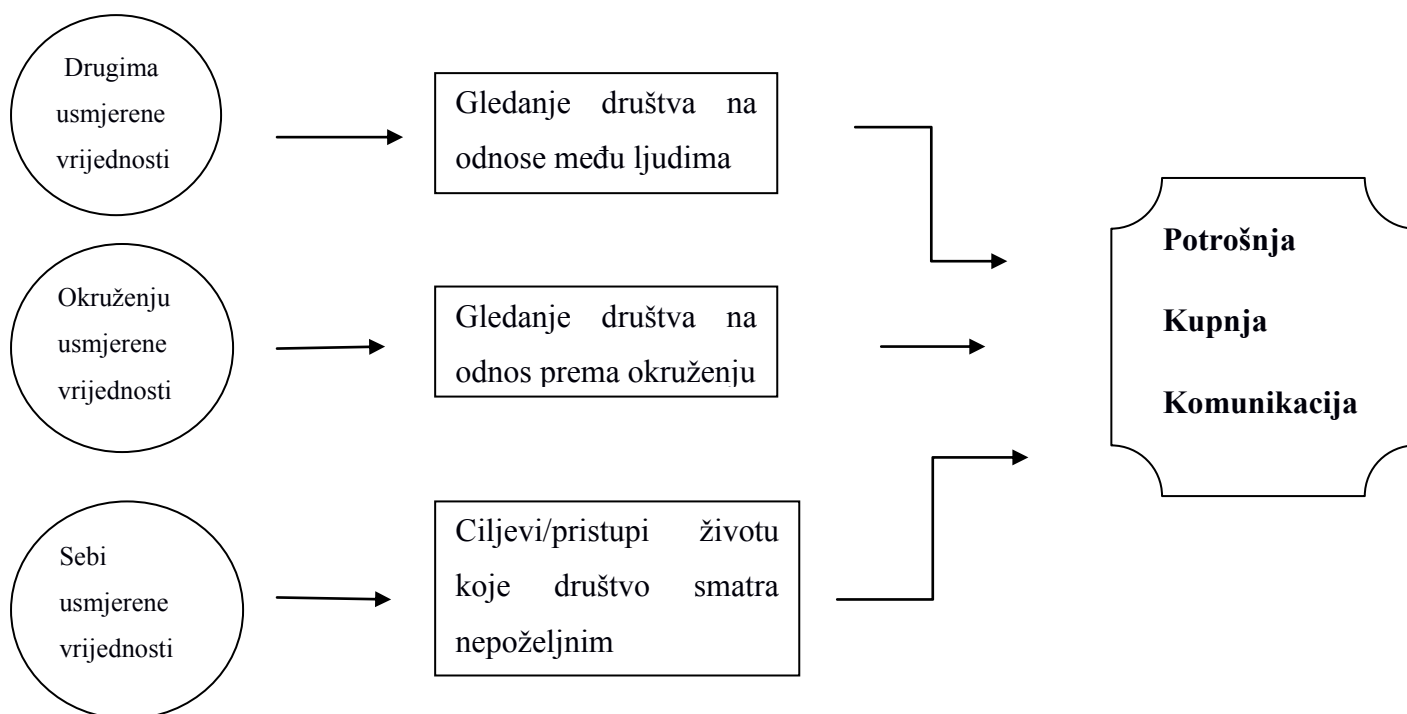 Drugima
usmjerene
vrijednosti
Gledanje društva na
odnose među ljudima
Okruženju
usmjerene
vrijednosti
Gledanje društva na
odnos prema okruženju
Sebi
usmjerene
vrijednosti
Ciljevi/pristupi životu
koje društvo smatra
nepoželjnim
Potrošnja
Kupnja
Komunikacija